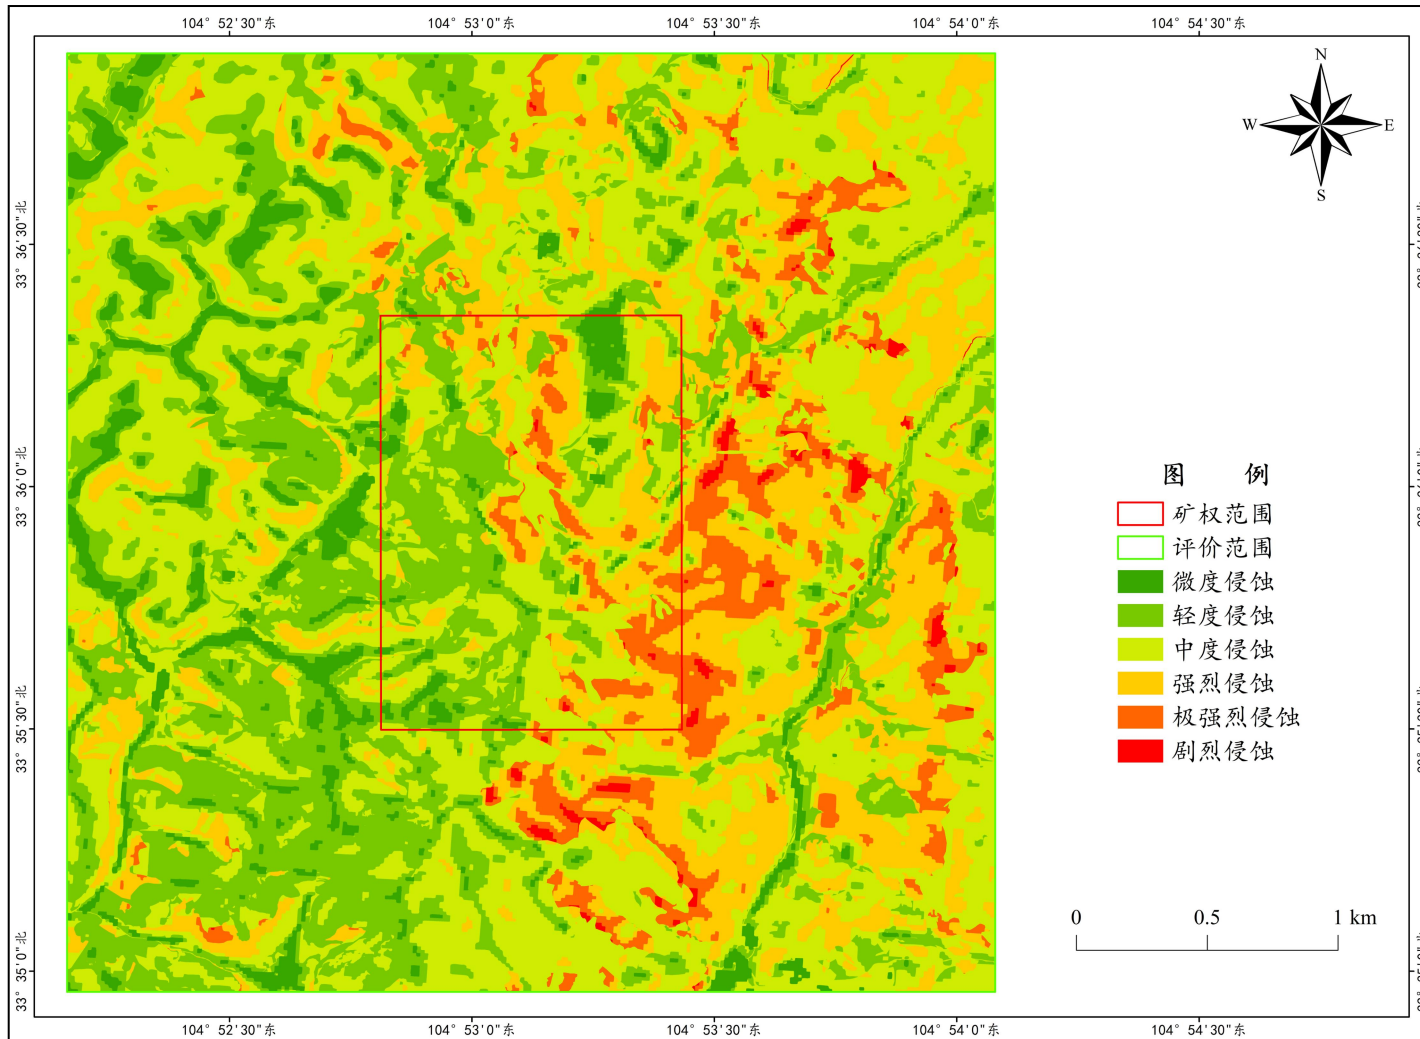 104° 52'30"东
104° 53'0"东
104° 53'30"东
104° 54'0"东
104° 54'30"东
N
W
E
S
33° 36'30"北
33° 36'0"北
33° 35'30"北
33° 35'0"北
图 例
矿权范围
评价范围
微度侵蚀
轻度侵蚀
中度侵蚀
强烈侵蚀
极强烈侵蚀
剧烈侵蚀
0
0.5
1 km
104° 52'30"东
104° 53'0"东
104° 53'30"东
104° 54'0"东
104° 54'30"东